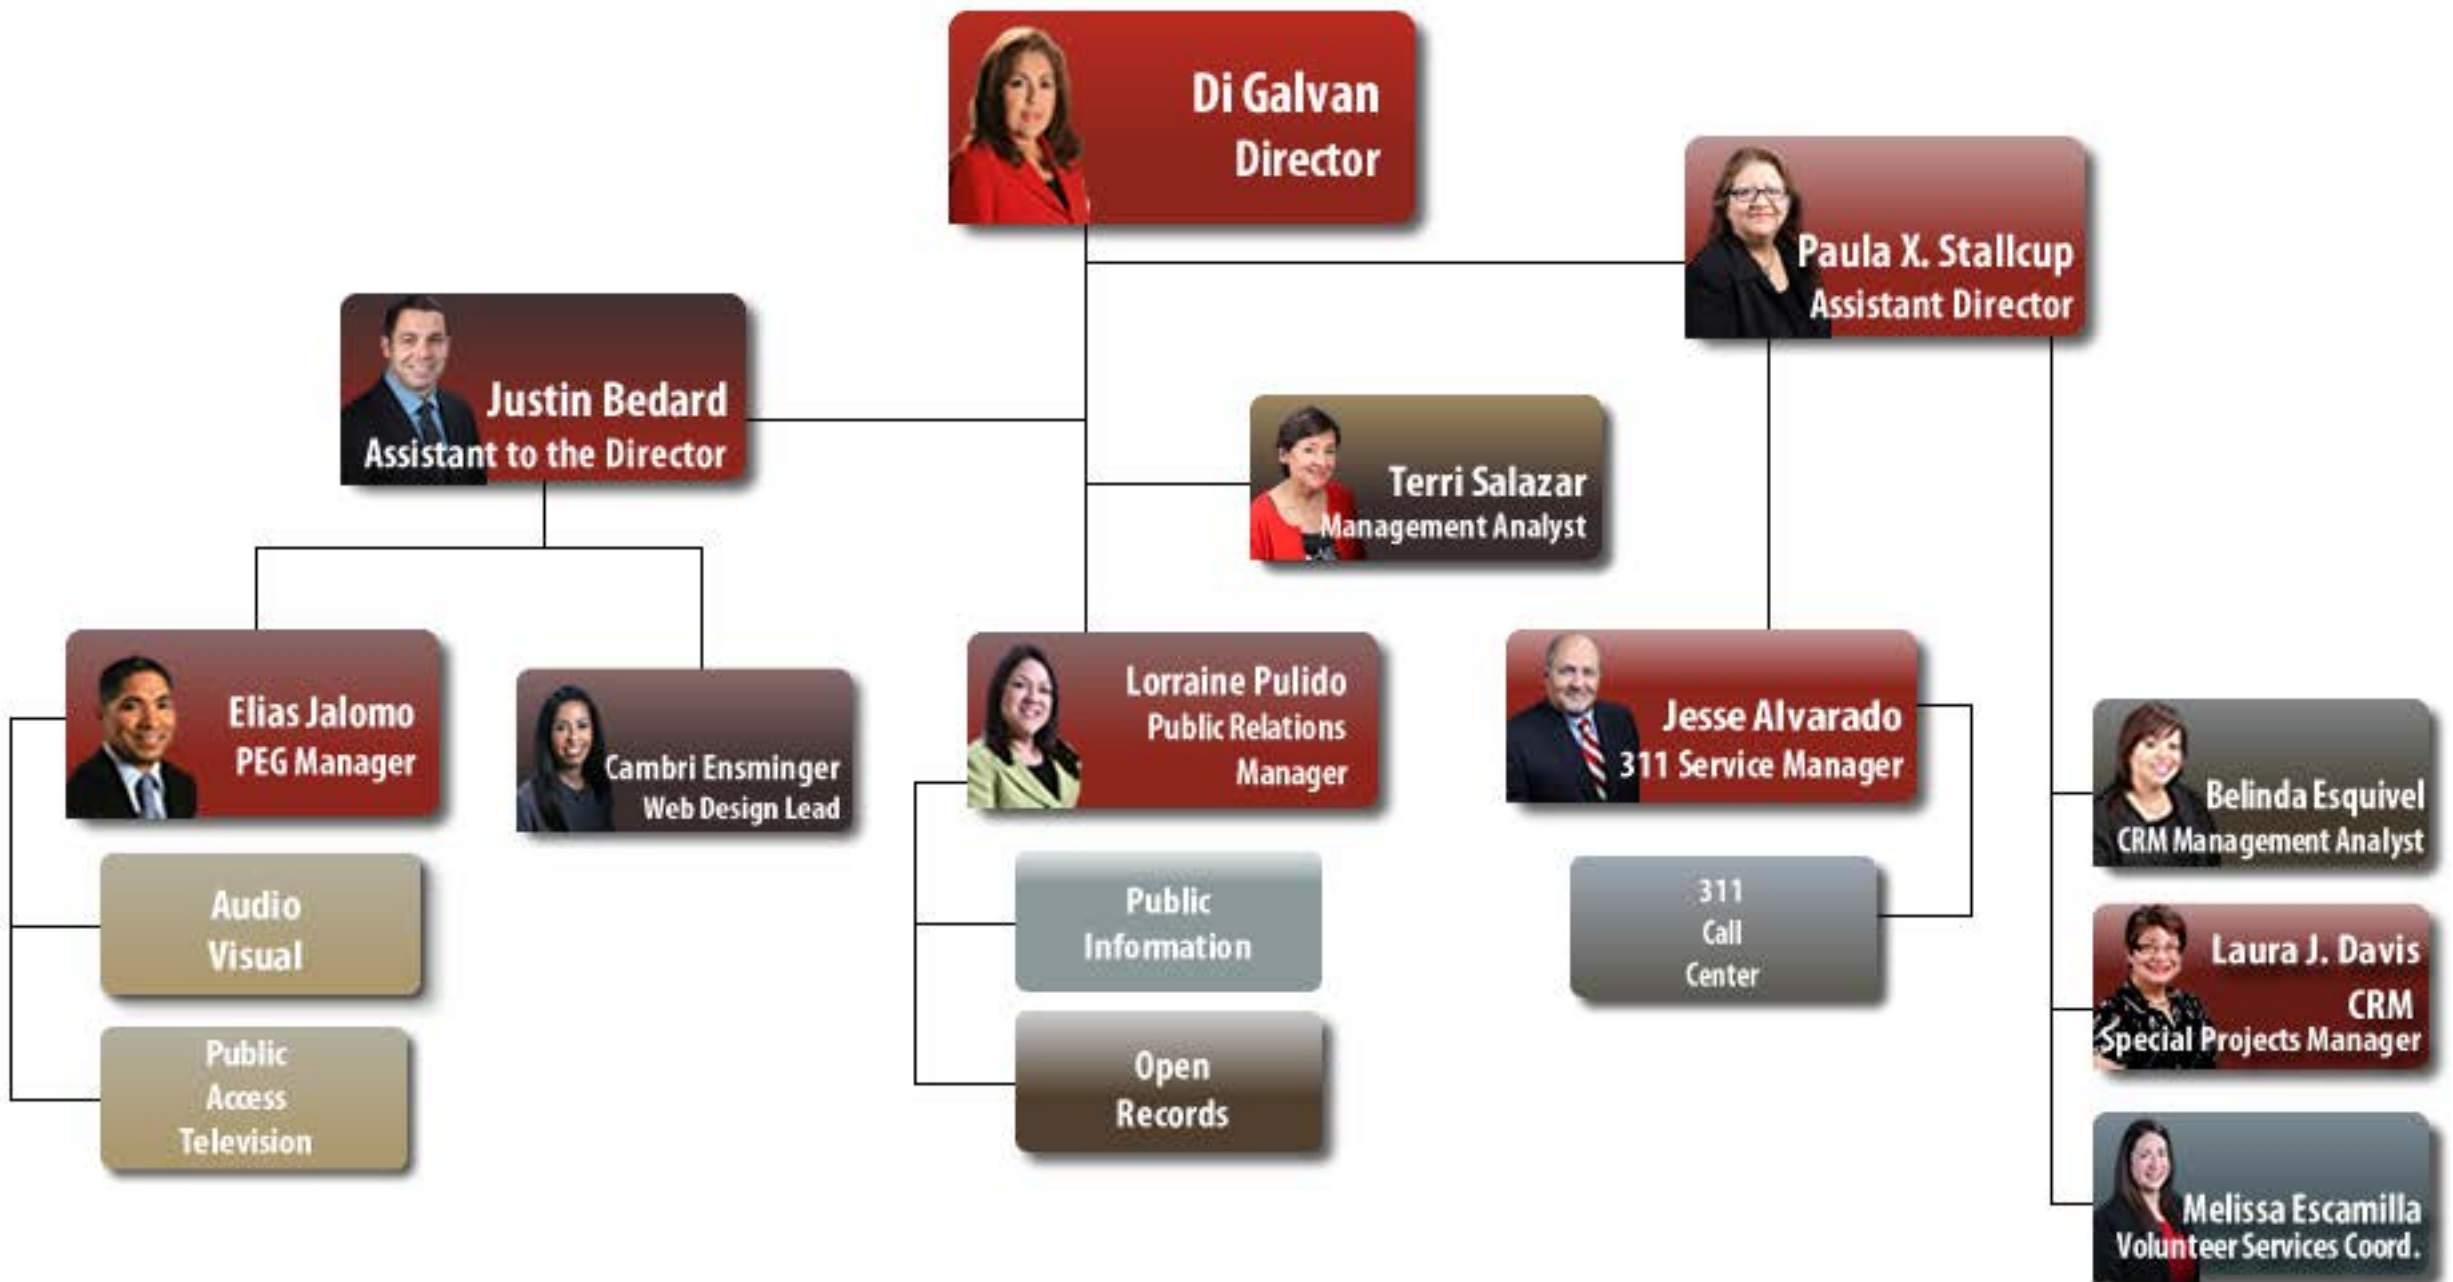 Di Galvan
Director
Paula X. Stallcup
Assistant Director
Justin Bedard
Assistant to the Director
Terri Salazar
Management Analyst
Elias Jalomo
PEG Manager
Cambri Ensminger
Web Design Lead
Lorraine Pulido
Public Relations
Manager
Jesse Alvarado
311 Service Manager
Belinda Esquivel
CRM Management Analyst
Audio
Visual
Public
Information
311
Call
Center
Laura J. Davis
CRM
Special Projects Manager
Public
Access
Television
Open
Records
Melissa Escamilla
Volunteer Services Coord.